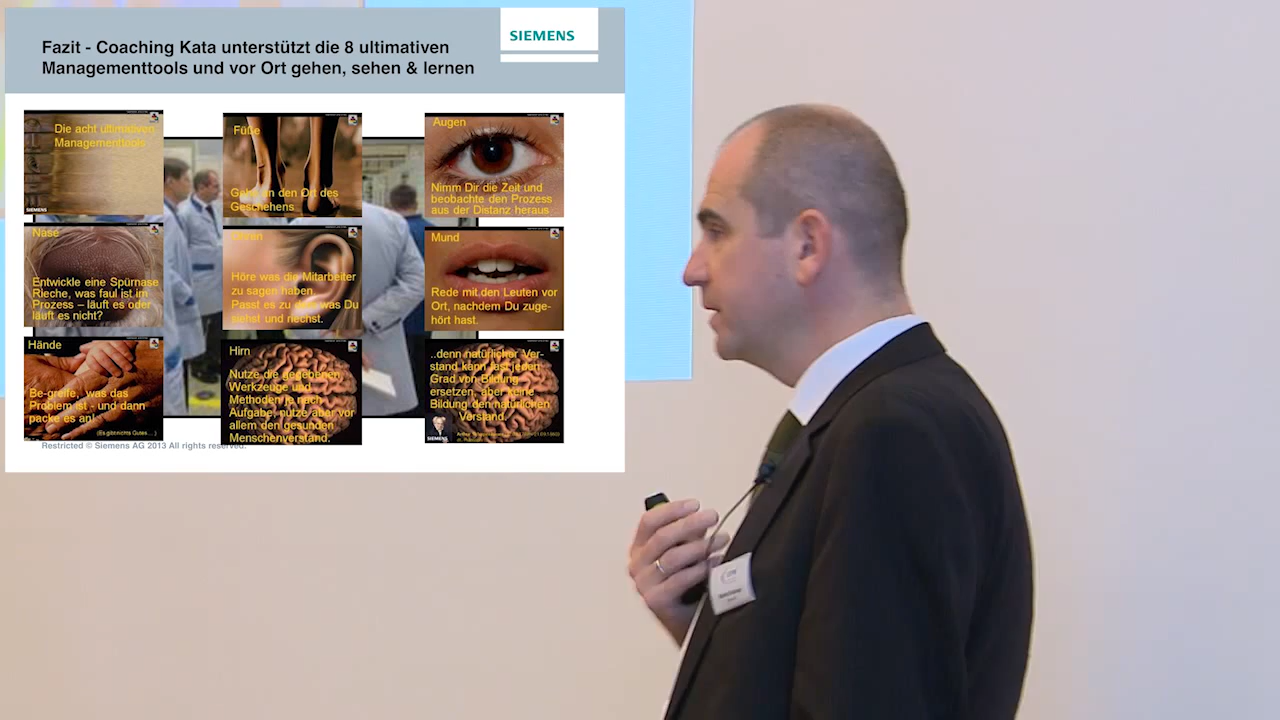 Fazit - Coaching Kata unterstützt die 8 ultimativen
Managementtools und vor Ort gehen, sehen & lernen
SIEMENS
Die acht ultimativen
Managementtools
SIEMENS
Füße
Gehe an den Ort des
Geschehens
Augen
Nimm Dir die Zeit und
beobachte den Prozess
aus der Distanz heraus
Nase
Entwickle eine Spürnase
Rieche, was faul ist im
Prozess – läuft es oder
läuft es nicht?
Ohren
Höre was die Mitarbeiter
zu sagen haben.
Passt es zu dem was Du
siehst und riechst.
Mund
Rede mit den Leuten vor
Ort, nachdem Du zuge-
hört hast.
Hände
Be-greife, was das
Problem ist - und dann
packe es an!
(Es gibt nichts Gutes...)
Hirn
Nutze die gegebenen
Werkzeuge und
Methoden je nach
Aufgabe, nutze aber vor
allem den gesunden
Menschenverstand.
..denn natürlicher Ver-
stand kann fast jeden
Grad von Bildung
ersetzen, aber keine
Bildung den natürlichen
Verstand.
SIEMENS
Restricted © Siemens AG 2013 All rights reserved.